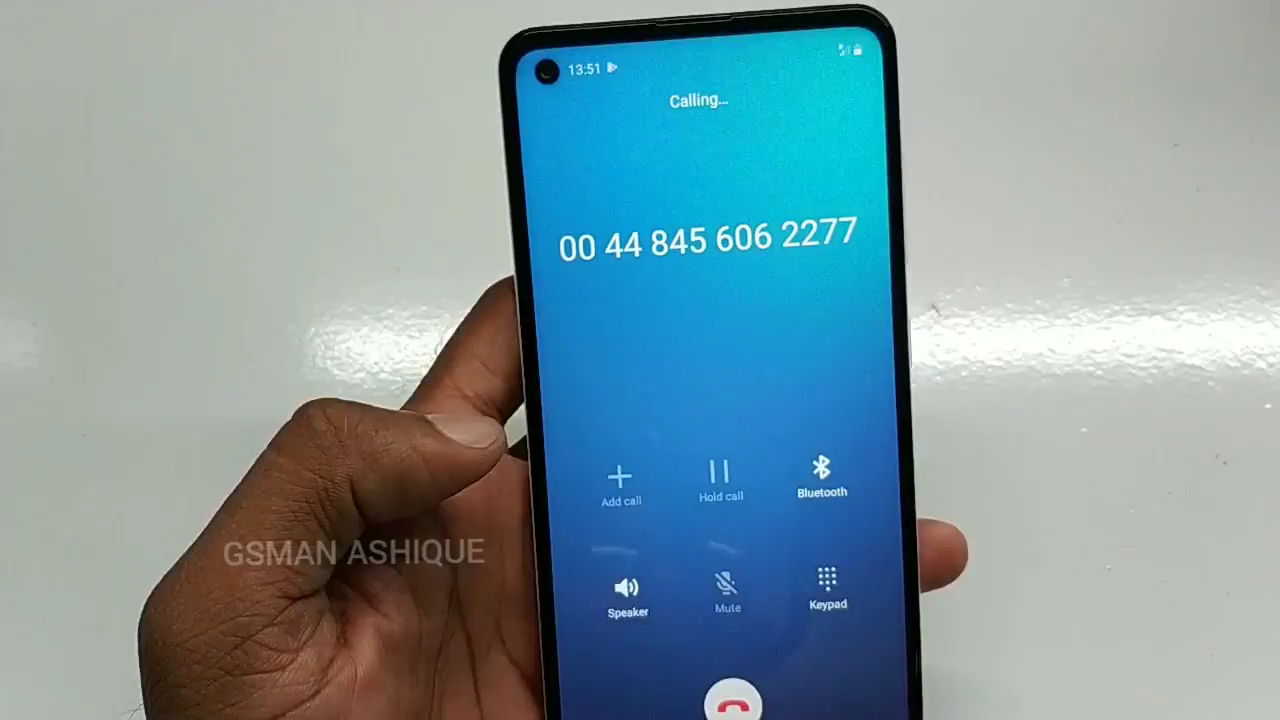 13:51
Calling...
00 44 845 606 2277
Add call
Hold call
Bluetooth
GSMAN ASHIQUE
Speaker
Mute
Keypad